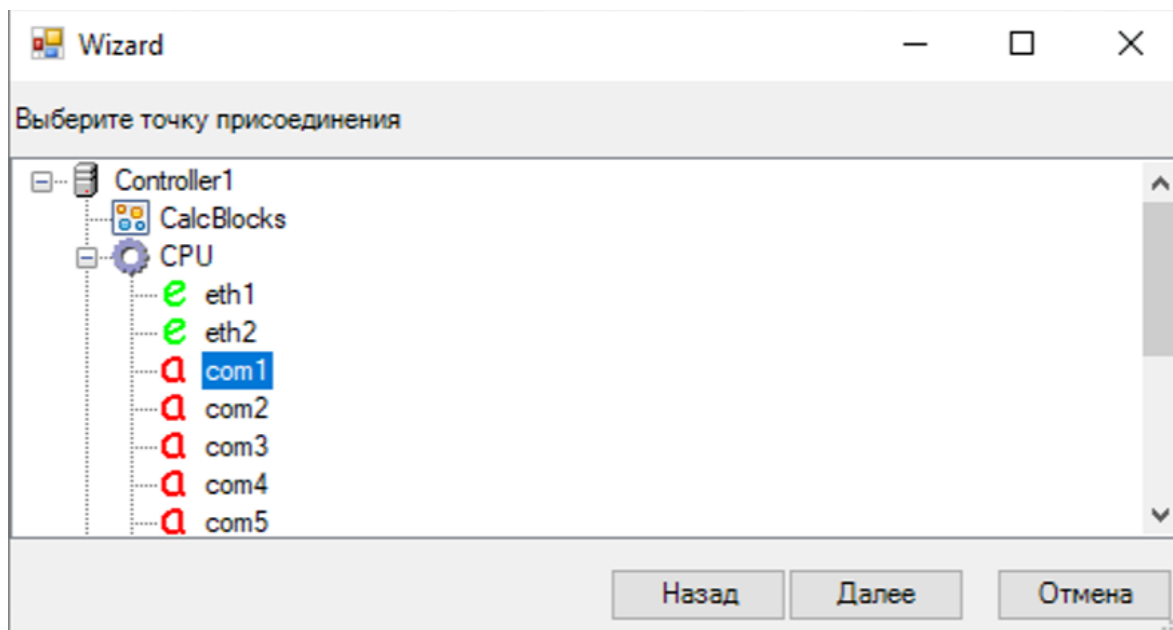 Wizard
Выберите точку присоединения
Controller1
CalcBlocks
CPU
eth1
eth2
com1
com2
com3
com4
com5
Назад Далее Отмена